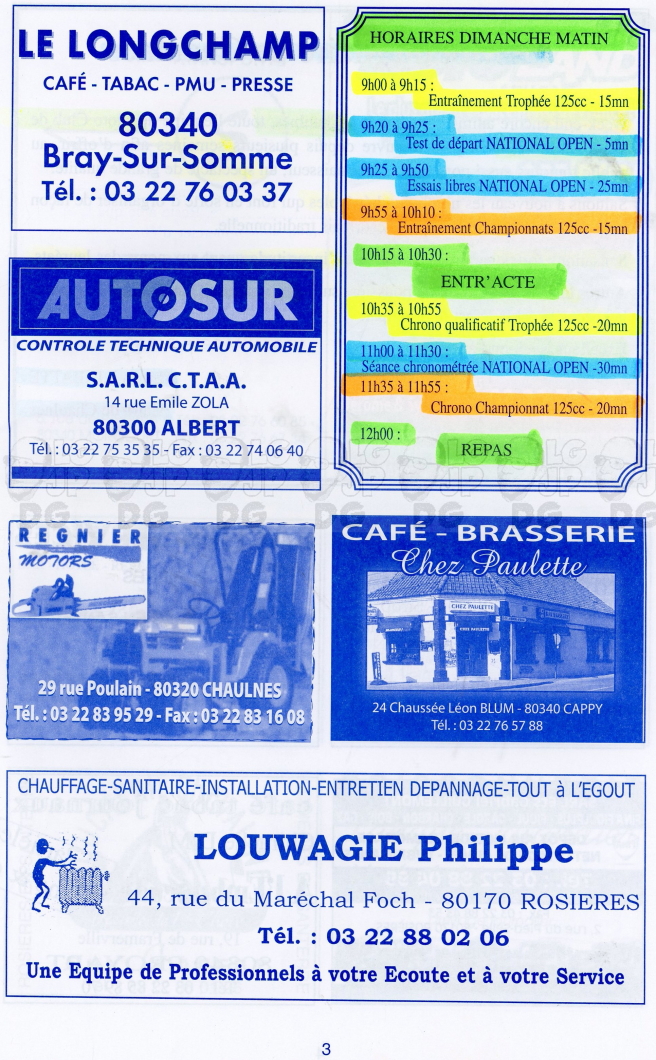 LE LONGCHAMP
CAFÉ - TABAC - PMU - PRESSE
80340
Bray-Sur-Somme
Tél. : 03 22 76 03 37
HORAIRES DIMANCHE MATIN
9h00 à 9h15 :
Entraînement Trophée 125cc - 15mn
9h20 à 9h25 :
Test de départ NATIONAL OPEN - 5mn
9h25 à 9h50
Essais libres NATIONAL OPEN - 25mn
9h55 à 10h10 :
Entraînement Championnats 125cc -15mn
10h15 à 10h30 :
ENTR'ACTE
10h35 à 10h55
Chrono qualificatif Trophée 125cc -20mn
11h00 à 11h30 :
Séance chronométrée NATIONAL OPEN -30mn
11h35 à 11h55 :
Chrono Championnat 125cc - 20mn
12h00 :
REPAS
AUTOSUR
CONTROLE TECHNIQUE AUTOMOBILE
S.A.R.L. C.T.A.A.
14 rue Emile ZOLA
80300 ALBERT
Tél. : 03 22 75 35 35 - Fax : 03 22 74 06 40
REGNIER
MOTORS
29 rue Poulain - 80320 CHAULNES
Tél. : 03 22 83 95 29 - Fax : 03 22 83 16 08
CAFÉ - BRASSERIE
Chez Paulette
CHEZ PAULETTE
24 Chaussée Léon BLUM - 80340 CAPPY
Tél. : 03 22 76 57 88
CHAUFFAGE-SANITAIRE-INSTALLATION-ENTRETIEN DEPANNAGE-TOUT à L'EGOUT
LOUWAGIE Philippe
44, rue du Maréchal Foch - 80170 ROSIERES
Tél. : 03 22 88 02 06
Une Equipe de Professionnels à votre Ecoute et à votre Service
3